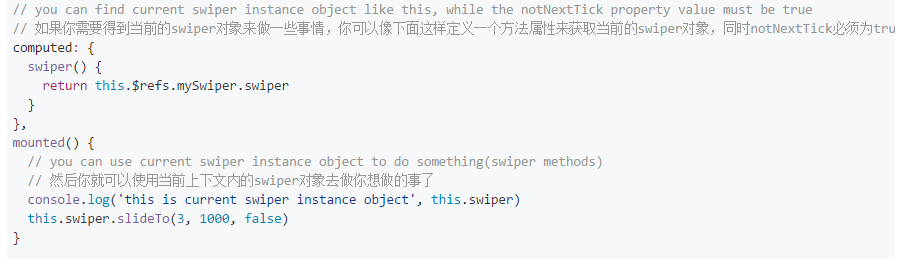 // you can find current swiper instance object like this, while the notNextTick property value must be true
// 如果你需要得到当前的swiper对象来做一些事情，你可以像下面这样定义一个方法属性来获取当前的swiper对象，同时notNextTick必须为tru
computed: {
  swiper() {
    return this.$refs.mySwiper.swiper
  }
},
mounted() {
  // you can use current swiper instance object to do something(swiper methods)
  // 然后你就可以使用当前上下文内的swiper对象去做你想做的事了
  console.log('this is current swiper instance object', this.swiper)
  this.swiper.slideTo(3, 1000, false)
}